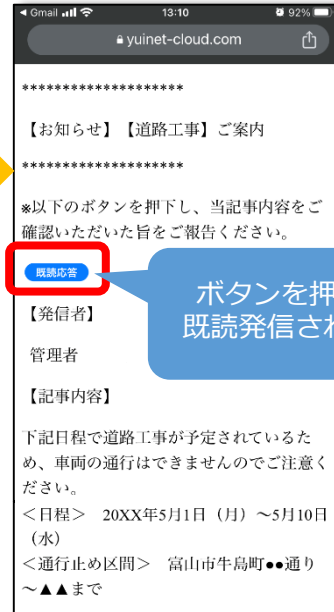 ◀ Gmail 13:10 92%
yuinet-cloud.com
********************
【お知らせ】【道路工事】ご案内
********************
※以下のボタンを押下し、当記事内容をご
確認いただいた旨をご報告ください。
既読応答
ボタンを押
既読発信され
【発信者】
管理者
【記事内容】
下記日程で道路工事が予定されているた
め、車両の通行はできませんのでご注意く
ださい。
＜日程＞ 20XX年5月1日（月）～5月10日
（水）
＜通行止め区間＞ 富山市牛島町●●通り
～▲▲まで